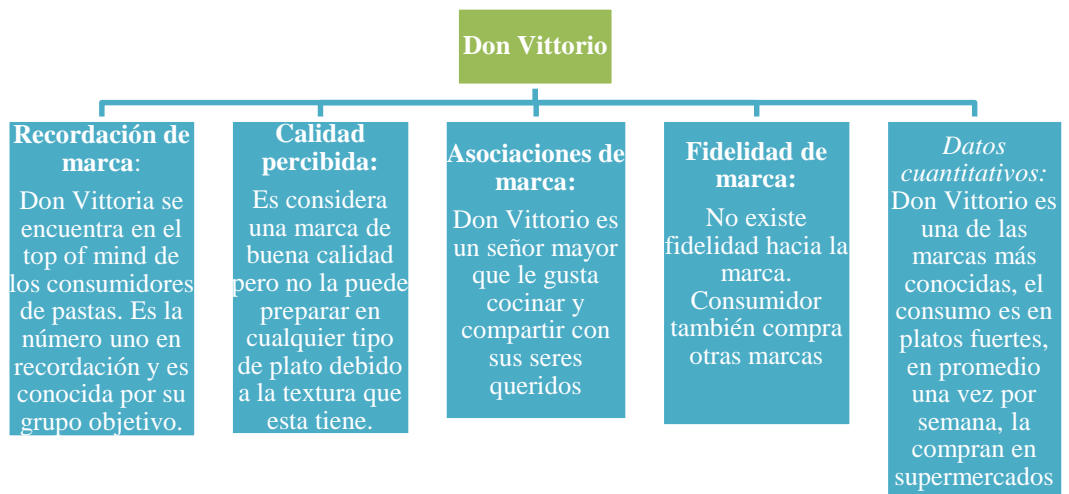 Don Vittorio
Recordación de
marca:
Don Vittoria se
encuentra en el
top of mind de
los consumidores
de pastas. Es la
número uno en
recordación y es
conocida por su
grupo objetivo.
Calidad
percibida:
Es considera
una marca de
buena calidad
pero no la puede
preparar en
cualquier tipo
de plato debido
a la textura que
esta tiene.
Asociaciones de
marca:
Don Vittorio es
un señor mayor
que le gusta
cocinar y
compartir con
sus seres
queridos
Fidelidad de
marca:
No existe
fidelidad hacia la
marca.
Consumidor
también compra
otras marcas
Datos
cuantitativos:
Don Vittorio es
una de las
marcas más
conocidas, el
consumo es en
platos fuertes,
en promedio
una vez por
semana, la
compran en
supermercados